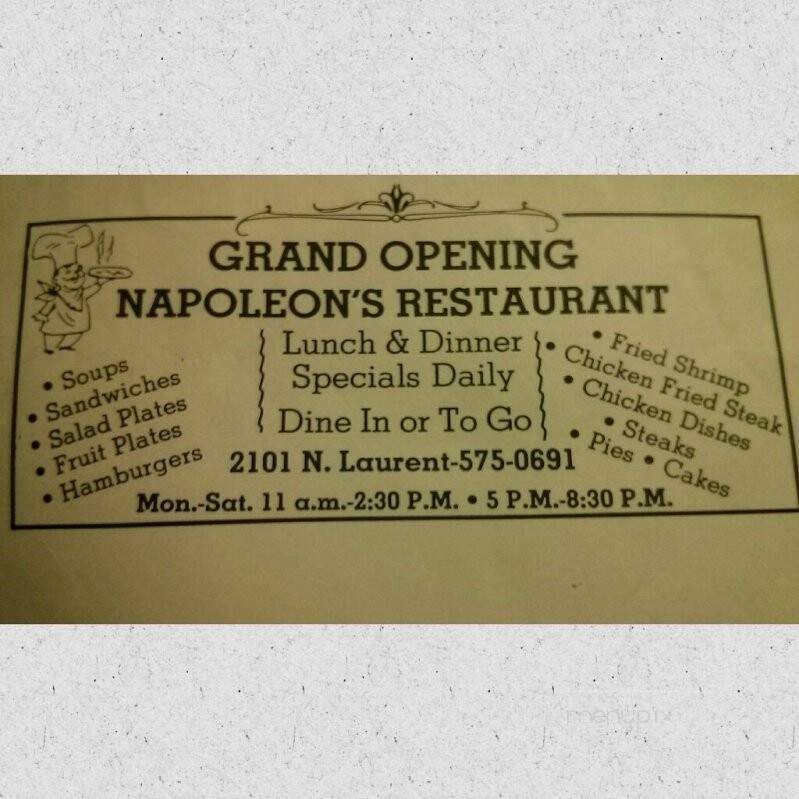 GRAND OPENING
NAPOLEON'S RESTAURANT
Lunch & Dinner
Specials Daily
Dine In or To Go
• Soups
• Sandwiches
• Salad Plates
• Fruit Plates
• Hamburgers
• Fried Shrimp
• Chicken Fried Steak
• Chicken Dishes
• Steaks
• Pies • Cakes
2101 N. Laurent-575-0691
Mon.-Sat. 11 a.m.-2:30 P.M. • 5 P.M.-8:30 P.M.